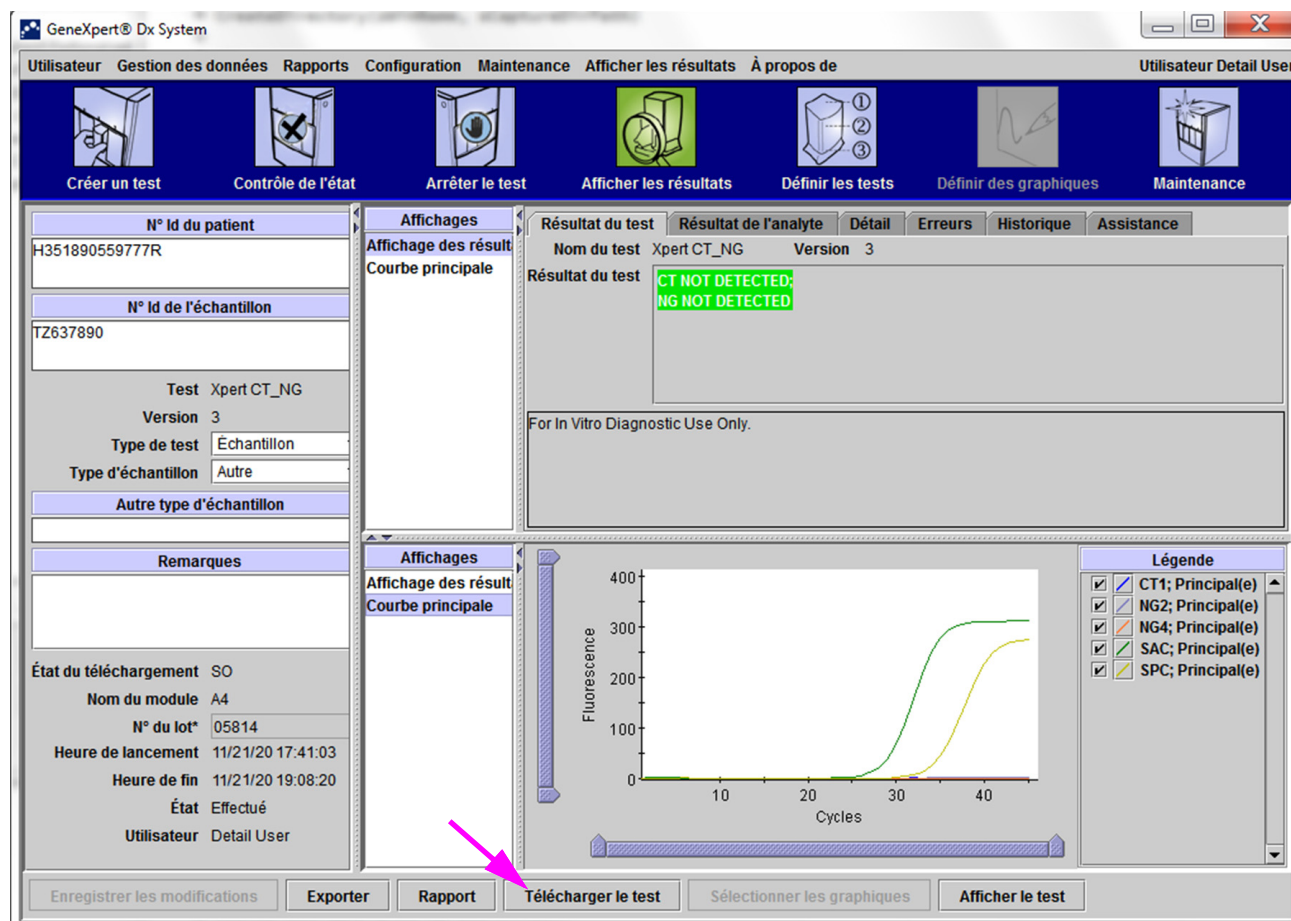 GeneXpert® Dx System
Utilisateur Gestion des données Rapports Configuration Maintenance Afficher les résultats À propos de Utilisateur Detail User
Créer un test Contrôle de l'état Arrêter le test Afficher les résultats Définir les tests Définir des graphiques Maintenance
N° Id du patient
H351890559777R
N° Id de l'échantillon
TZ637890
Test Xpert CT_NG
Version 3
Type de test Échantillon
Type d'échantillon Autre
Autre type d'échantillon
Remarques
État du téléchargement SO
Nom du module A4
N° du lot* 05814
Heure de lancement 11/21/20 17:41:03
Heure de fin 11/21/20 19:08:20
État Effectué
Utilisateur Detail User
Affichages
Affichage des résult
Courbe principale
Résultat du test Résultat de l'analyte Détail Erreurs Historique Assistance
Nom du test Xpert CT_NG Version 3
Résultat du test CT NOT DETECTED;
NG NOT DETECTED
For In Vitro Diagnostic Use Only.
Affichages
Affichage des résult
Courbe principale
400
300
200
100
0
Fluorescence
10 20 30 40
Cycles
Légende
CT1; Principal(e)
NG2; Principal(e)
NG4; Principal(e)
SAC; Principal(e)
SPC; Principal(e)
Enregistrer les modifications Exporter Rapport Télécharger le test Sélectionner les graphiques Afficher le test